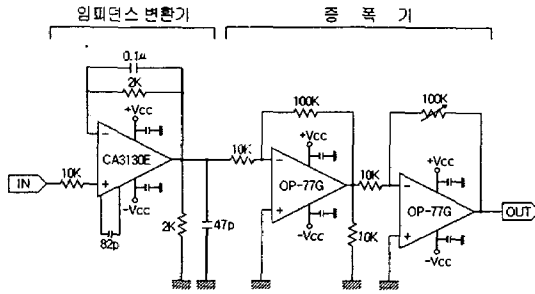 임피던스 변환기
증 폭 기
0.1μ
2K
+Vcc
CA3130E
-Vcc
82p
IN
10K
2K
47p
10K
100K
+Vcc
OP-77G
-Vcc
10K
10K
100K
+Vcc
OP-77G
-Vcc
OUT